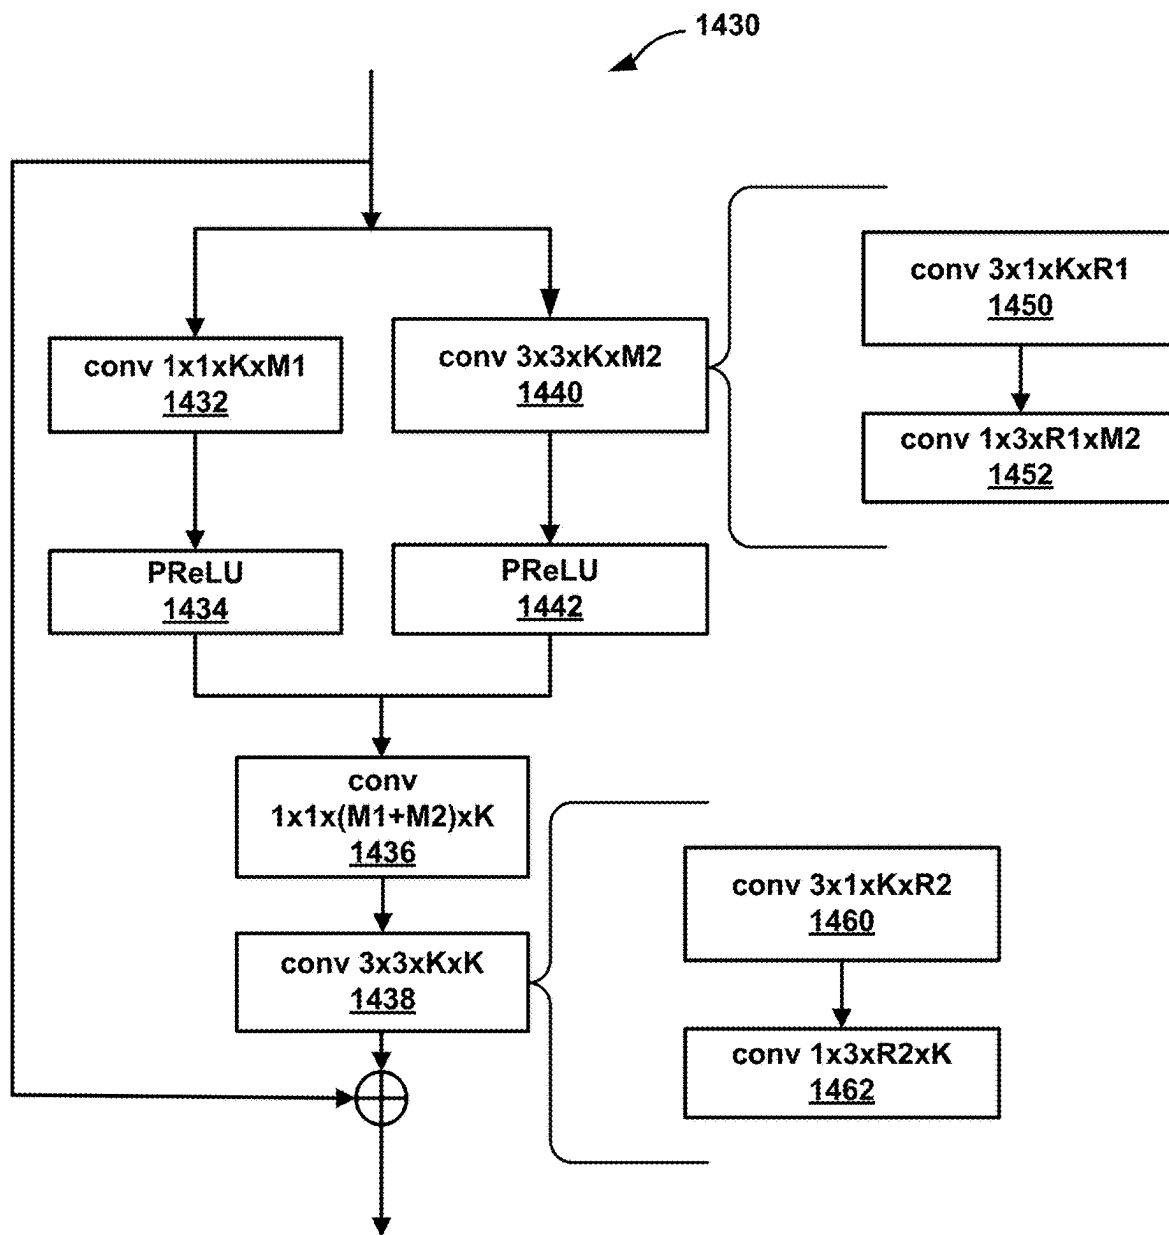 1430
conv 3x1xKxR1
1450
conv 1x1xKxM1
1432
conv 3x3xKxM2
1440
conv 1x3xR1xM2
1452
PReLU
1434
PReLU
1442
conv
1x1x(M1+M2)xK
1436
conv 3x1xKxR2
1460
conv 3x3xKxK
1438
conv 1x3xR2xK
1462